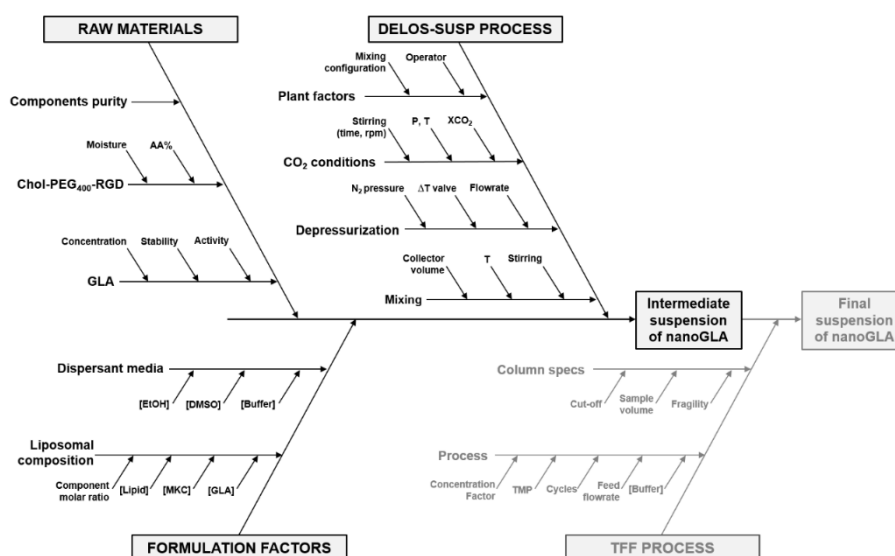 RAW MATERIALS
DELOS-SUSP PROCESS
Mixing
configuration
Operator
Plant factors
Components purity
Stirring
(time, rpm)
P, T
XCO₂
CO₂ conditions
Moisture
AA%
Chol-PEG₄₀₀-RGD
N₂ pressure
ΔT valve
Flowrate
Depressurization
Concentration
Stability
Activity
GLA
Collector
volume
T
Stirring
Mixing
Intermediate
suspension
of nanoGLA
Final
suspension
of nanoGLA
Dispersant media
[EtOH]
[DMSO]
[Buffer]
Column specs
Cut-off
Sample
volume
Fragility
Liposomal
composition
Component
molar ratio
[Lipid]
[MKC]
[GLA]
Process
Concentration
Factor
TMP
Cycles
Feed
flowrate
[Buffer]
FORMULATION FACTORS
TFF PROCESS